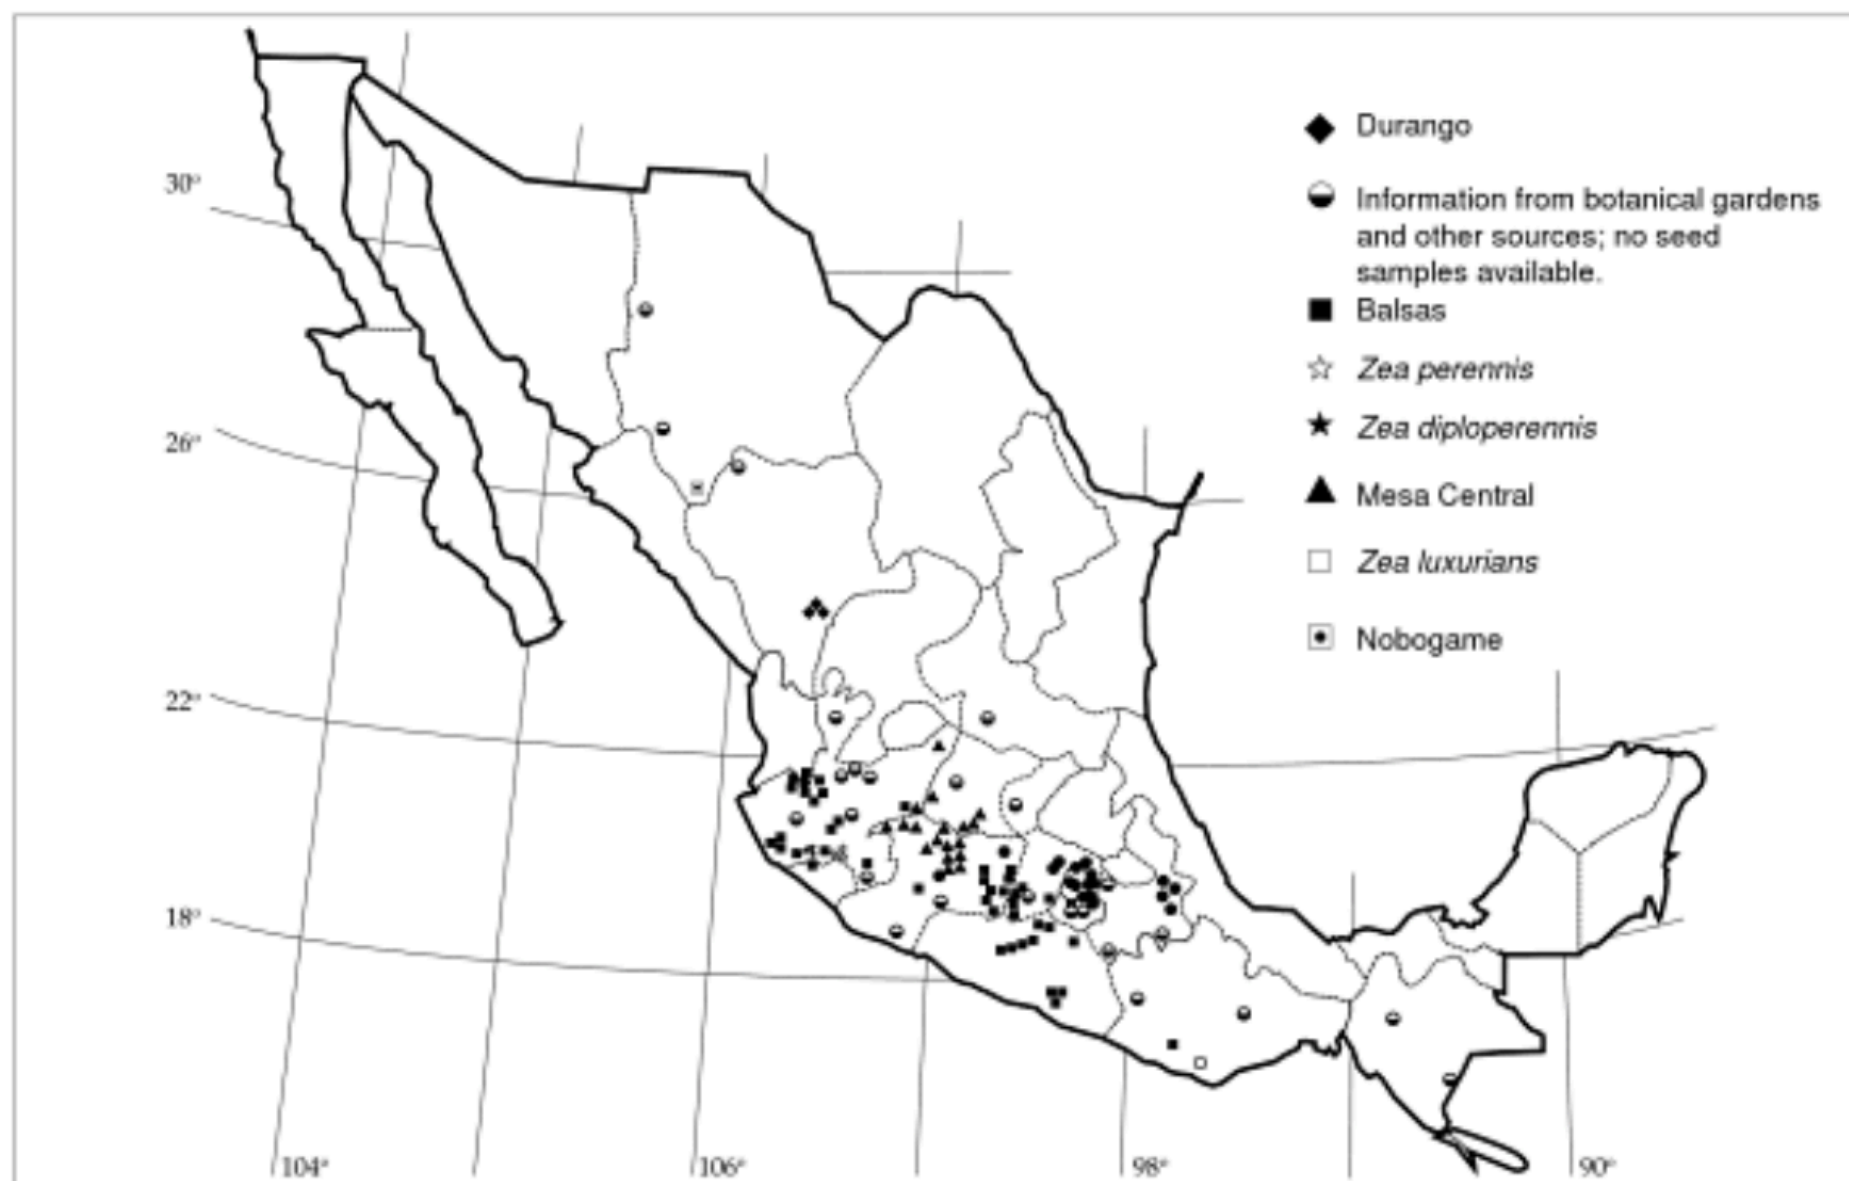 Durango
Information from botanical gardens
and other sources; no seed
samples available.
Balsas
Zea perennis
Zea diploperennis
Mesa Central
Zea luxurians
Nobogame
30°
26°
22°
18°
104°
106°
98°
90°